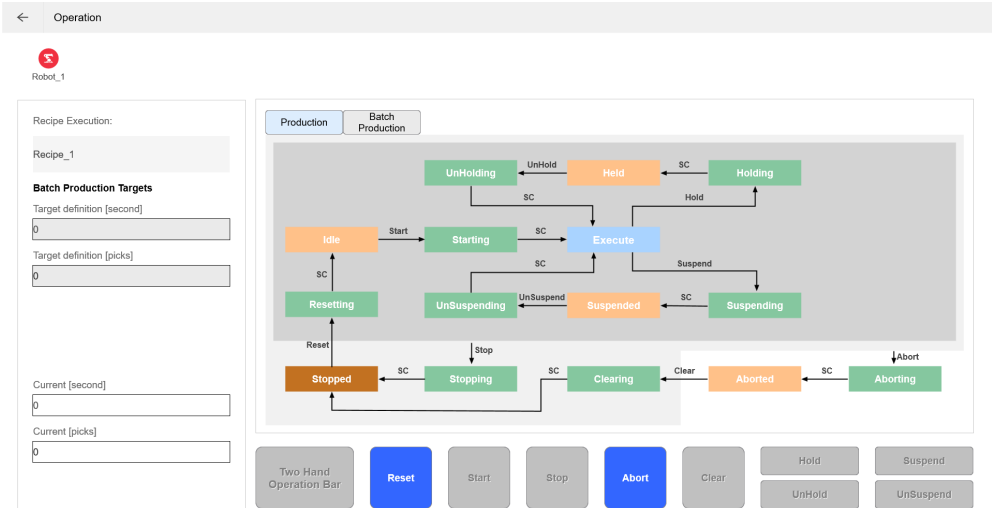 Operation
Robot_1
Recipe Execution:
Recipe_1
Batch Production Targets
Target definition [second]
0
Target definition [picks]
0
Current [second]
0
Current [picks]
0
Production
Batch
Production
UnHolding
UnHold
Held
SC
Holding
SC
Hold
Idle
Start
Starting
SC
Execute
SC
SC
Suspend
Resetting
UnSuspending
UnSuspend
Suspended
SC
Suspending
Reset
Stop
Abort
Stopped
SC
Stopping
SC
Clearing
Clear
Aborted
SC
Aborting
Two Hand
Operation Bar
Reset
Start
Stop
Abort
Clear
Hold
Suspend
UnHold
UnSuspend